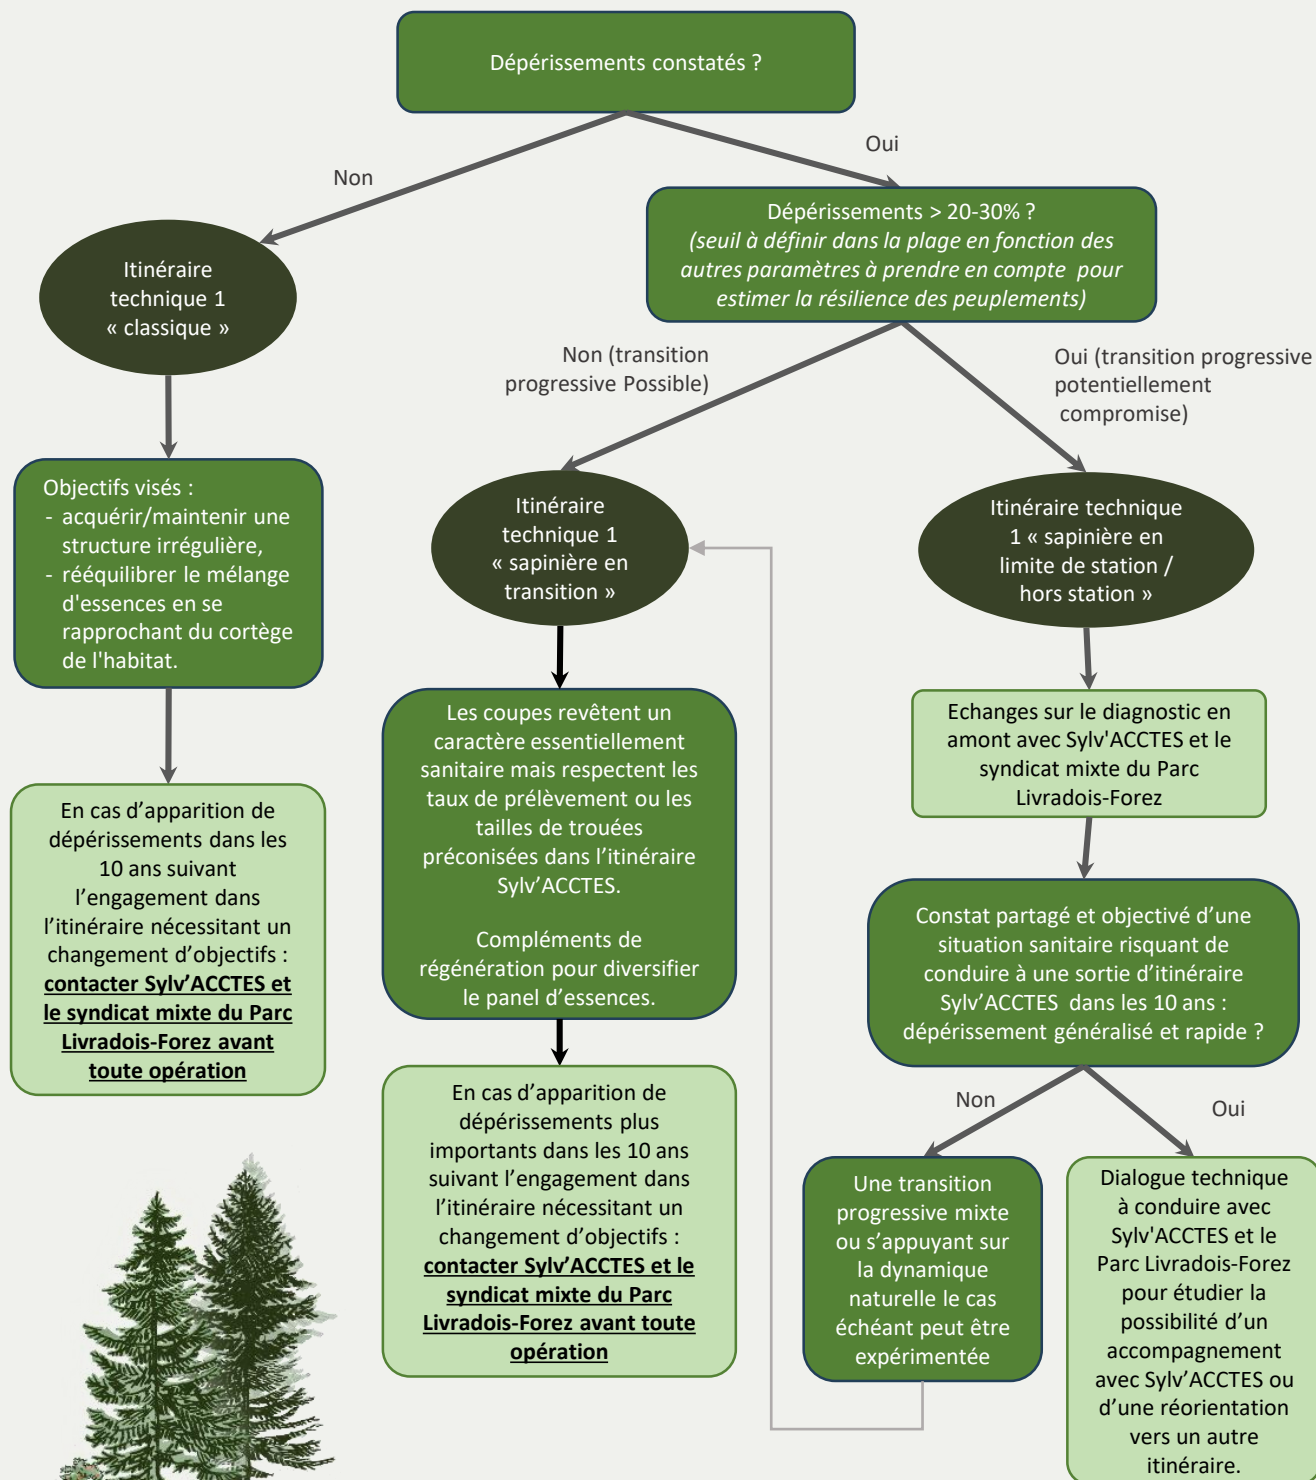 Dépérissements constatés ?
Non
Oui
Dépérissements > 20-30% ?
(seuil à définir dans la plage en fonction des
autres paramètres à prendre en compte pour
estimer la résilience des peuplements)
Itinéraire
technique 1
« classique »
Non (transition
progressive Possible)
Oui (transition progressive
potentiellement
compromise)
Objectifs visés :
- acquérir/maintenir une
structure irrégulière,
- rééquilibrer le mélange
d'essences en se
rapprochant du cortège
de l'habitat.
Itinéraire
technique 1
« sapinière en
transition »
Itinéraire technique
1 « sapinière en
limite de station /
hors station »
Les coupes revêtent un
caractère essentiellement
sanitaire mais respectent les
taux de prélèvement ou les
tailles de trouées
préconisées dans l’itinéraire
Sylv’ACCTES.
Compléments de
régénération pour diversifier
le panel d’essences.
Echanges sur le diagnostic en
amont avec Sylv'ACCTES et le
syndicat mixte du Parc
Livradois-Forez
En cas d’apparition de
dépérissements dans les
10 ans suivant
l’engagement dans
l’itinéraire nécessitant un
changement d’objectifs :
contacter Sylv’ACCTES et
le syndicat mixte du Parc
Livradois-Forez avant
toute opération
Constat partagé et objectivé d’une
situation sanitaire risquant de
conduire à une sortie d’itinéraire
Sylv’ACCTES dans les 10 ans :
dépérissement généralisé et rapide ?
En cas d’apparition de
dépérissements plus
importants dans les 10 ans
suivant l’engagement dans
l’itinéraire nécessitant un
changement d’objectifs :
contacter Sylv’ACCTES et le
syndicat mixte du Parc
Livradois-Forez avant toute
opération
Non
Oui
Une transition
progressive mixte
ou s’appuyant sur
la dynamique
naturelle le cas
échéant peut être
expérimentée
Dialogue technique
à conduire avec
Sylv'ACCTES et le
Parc Livradois-Forez
pour étudier la
possibilité d’un
accompagnement
avec Sylv’ACCTES ou
d’une réorientation
vers un autre
itinéraire.